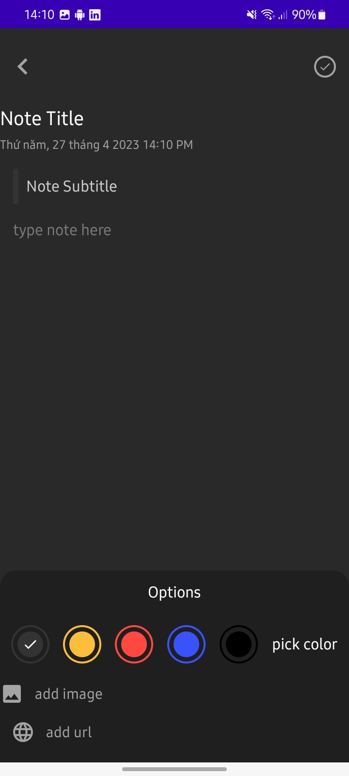 14:10 90%
Note Title
Thứ năm, 27 tháng 4 2023 14:10 PM
Note Subtitle
type note here
Options
pick color
add image
add url